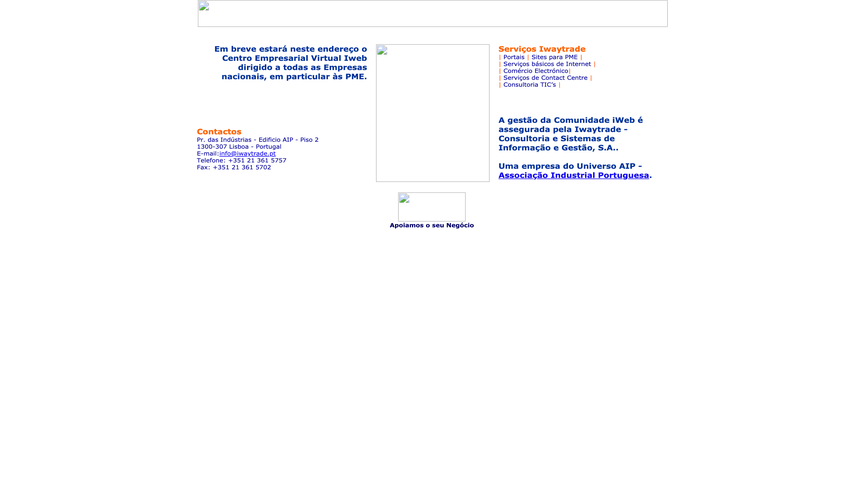 Em breve estará neste endereço o
Centro Empresarial Virtual Iweb
dirigido a todas as Empresas
nacionais, em particular às PME.
Contactos
Pr. das Indústrias - Edificio AIP - Piso 2
1300-307 Lisboa - Portugal
E-mail:info@iwaytrade.pt
Telefone: +351 21 361 5757
Fax: +351 21 361 5702
Serviços Iwaytrade
| Portais | Sites para PME |
| Serviços básicos de Internet |
| Comércio Electrónico|
| Serviços de Contact Centre |
| Consultoria TIC's |
A gestão da Comunidade iWeb é
assegurada pela Iwaytrade -
Consultoria e Sistemas de
Informação e Gestão, S.A..
Uma empresa do Universo AIP -
Associação Industrial Portuguesa.
Apoiamos o seu Negócio